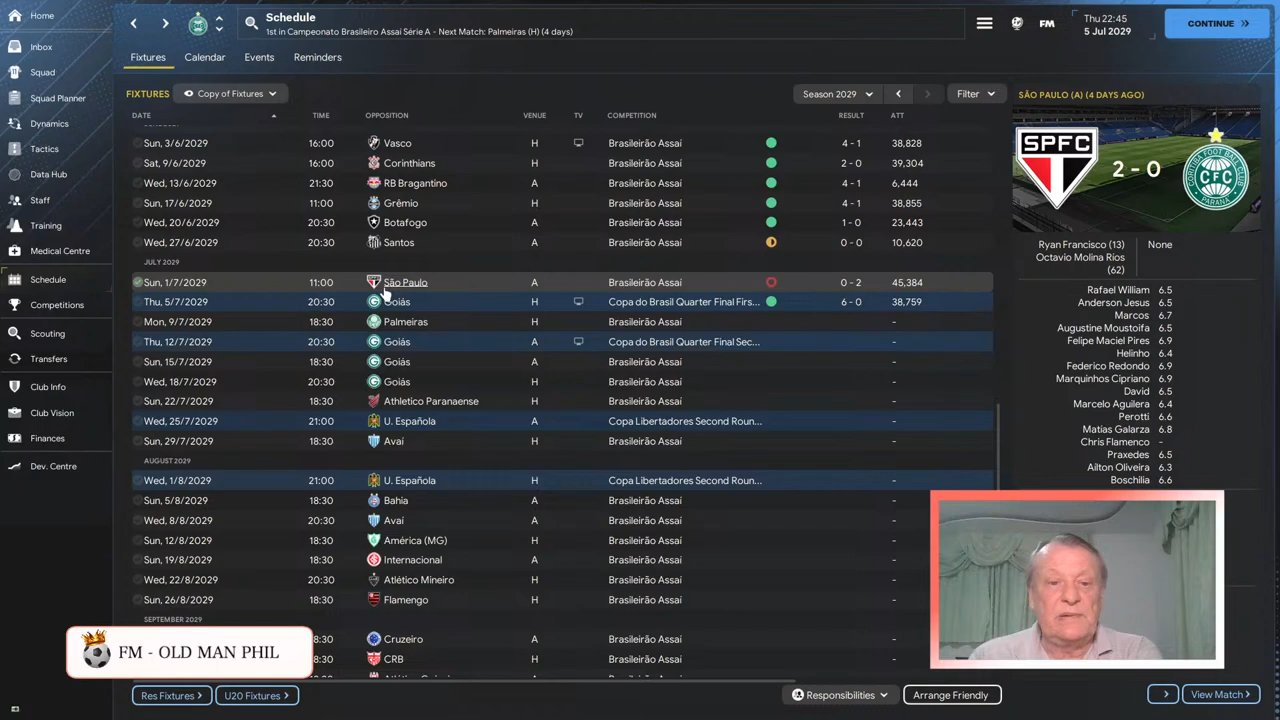 Home
Inbox
Squad
Squad Planner
Dynamics
Tactics
Data Hub
Staff
Training
Medical Centre
Schedule
Competitions
Scouting
Transfers
Club Info
Club Vision
Finances
Dev. Centre
Schedule
1st in Campeonato Brasileiro Assaí Série A - Next Match: Palmeiras (H) (4 days)
FM
Thu 22:45
5 Jul 2029
CONTINUE
Fixtures Calendar Events Reminders
FIXTURES Copy of Fixtures Season 2029 Filter
DATE TIME OPPOSITION VENUE TV COMPETITION RESULT ATT
Sun, 3/6/2029 16:00 Vasco H Brasileirão Assaí 4 - 1 38,828
Sat, 9/6/2029 16:00 Corinthians H Brasileirão Assaí 2 - 0 39,304
Wed, 13/6/2029 21:30 RB Bragantino A Brasileirão Assaí 4 - 1 6,444
Sun, 17/6/2029 11:00 Grêmio H Brasileirão Assaí 4 - 1 38,855
Wed, 20/6/2029 20:30 Botafogo A Brasileirão Assaí 1 - 0 23,443
Wed, 27/6/2029 20:30 Santos A Brasileirão Assaí 0 - 0 10,620
JULY 2029
Sun, 1/7/2029 11:00 São Paulo A Brasileirão Assaí 0 - 2 45,384
Thu, 5/7/2029 20:30 Goiás H Copa do Brasil Quarter Final Firs... 6 - 0 38,759
Mon, 9/7/2029 18:30 Palmeiras H Brasileirão Assaí -
Thu, 12/7/2029 20:30 Goiás A Copa do Brasil Quarter Final Sec... -
Sun, 15/7/2029 18:30 Goiás A Brasileirão Assaí -
Wed, 18/7/2029 20:30 Goiás H Brasileirão Assaí -
Sun, 22/7/2029 18:30 Athletico Paranaense H Brasileirão Assaí -
Wed, 25/7/2029 21:00 U. Española A Copa Libertadores Second Roun... -
Sun, 29/7/2029 18:30 Avaí H Brasileirão Assaí -
AUGUST 2029
Wed, 1/8/2029 21:00 U. Española H Copa Libertadores Second Roun... -
Sun, 5/8/2029 18:30 Bahia A Brasileirão Assaí -
Wed, 8/8/2029 20:30 Avaí A Brasileirão Assaí -
Sun, 12/8/2029 18:30 América (MG) H Brasileirão Assaí -
Sun, 19/8/2029 18:30 Internacional A Brasileirão Assaí -
Wed, 22/8/2029 20:30 Atlético Mineiro H Brasileirão Assaí -
Sun, 26/8/2029 18:30 Flamengo H Brasileirão Assaí -
SEPTEMBER 2029
8:30 Cruzeiro A Brasileirão Assaí
8:30 CRB H Brasileirão Assaí
Res Fixtures U20 Fixtures Responsibilities Arrange Friendly View Match
SÃO PAULO (A) (4 DAYS AGO)
SPFC
2 - 0
CFC
PARANÁ
Ryan Francisco (13) None
Octavio Molina Ríos
(62)
Rafael William 6.5
Anderson Jesus 6.5
Marcos 6.7
Augustine Moustoifa 6.5
Felipe Maciel Pires 6.9
Helinho 6.4
Federico Redondo 6.9
Marquinhos Cipriano 6.9
David 6.5
Marcelo Aguilera 6.4
Perotti 6.6
Matias Galarza 6.8
Chris Flamenco -
Praxedes 6.5
Ailton Oliveira 6.3
Boschilia 6.6
FM - OLD MAN PHIL